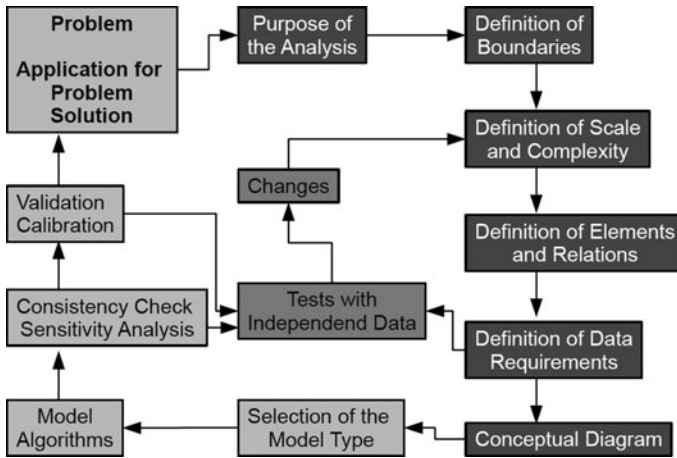 Problem
Application for
Problem
Solution
Purpose of
the Analysis
Definition of
Boundaries
Definition of Scale
and Complexity
Changes
Validation
Calibration
Definition of Elements
and Relations
Consistency Check
Sensitivity Analysis
Tests with
Independend Data
Definition of Data
Requirements
Model
Algorithms
Selection of the
Model Type
Conceptual Diagram